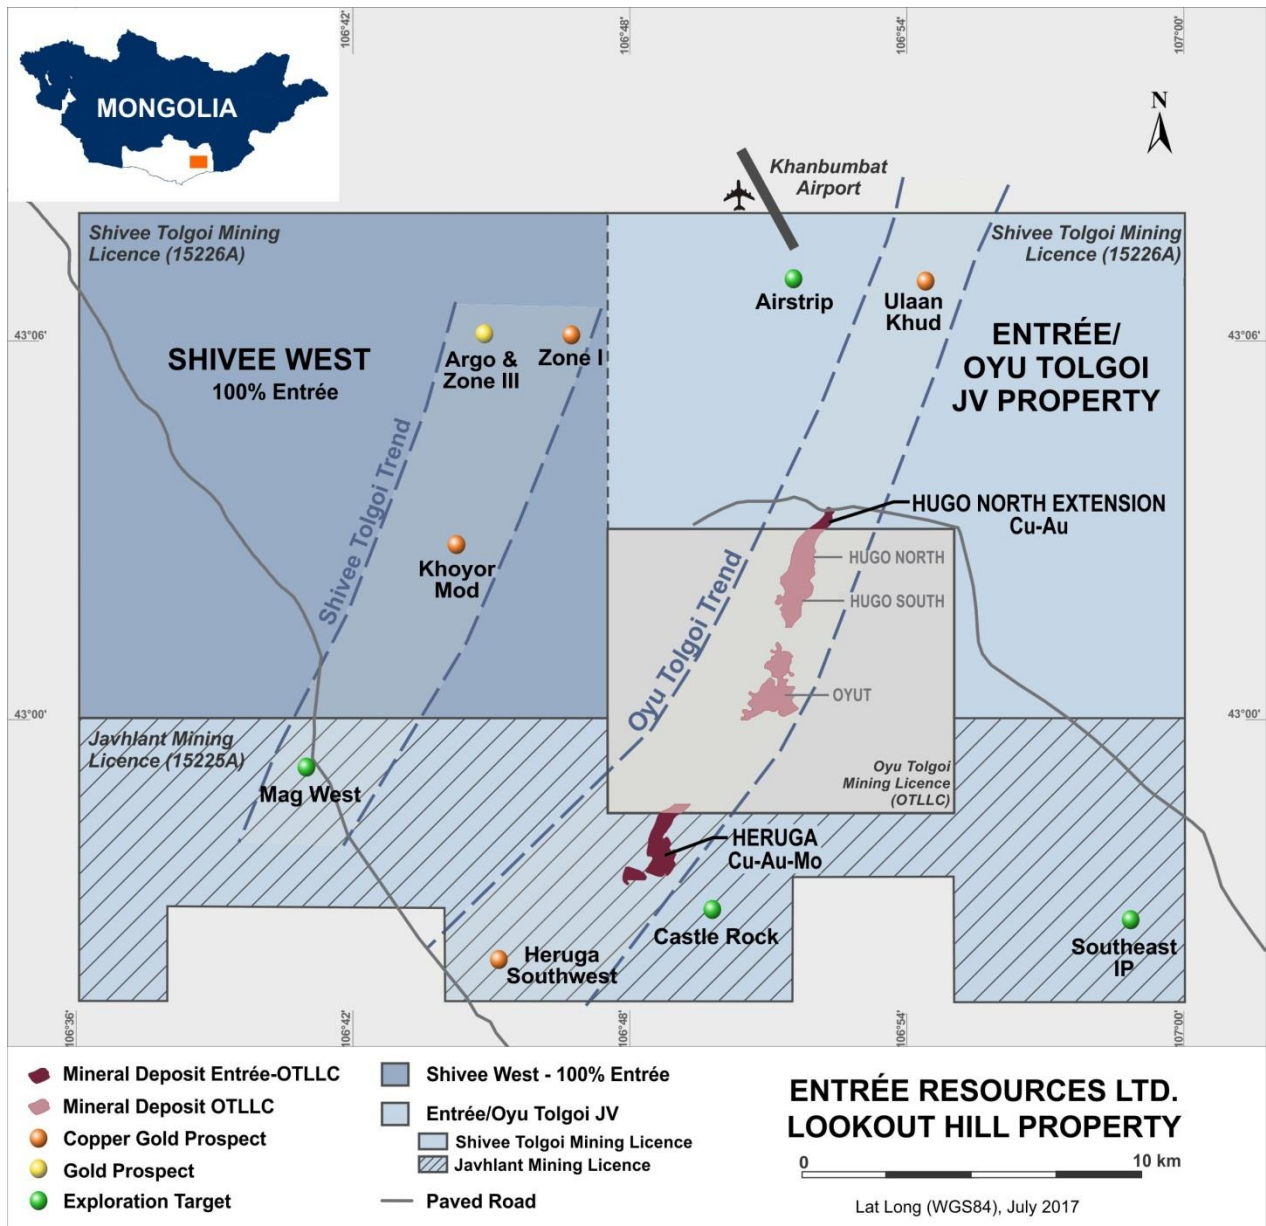 106°42'
106°48'
106°54'
107°00'
MONGOLIA
N
Khanbumbat
Airport
Shivee Tolgoi Mining
Licence (15226A)
Shivee Tolgoi Mining
Licence (15226A)
Airstrip
Ulaan
Khud
43°06'
43°06'
SHIVEE WEST
100% Entrée
Argo &
Zone III
Zone I
ENTRÉE/
OYU TOLGOI
JV PROPERTY
Shivee Tolgoi Trend
HUGO NORTH EXTENSION
Cu-Au
Khoyor
Mod
HUGO NORTH
HUGO SOUTH
Oyu Tolgoi Trend
OYUT
43°00'
43°00'
Javhlant Mining
Licence (15225A)
Oyu Tolgoi
Mining Licence
(OTLLC)
Mag West
HERUGA
Cu-Au-Mo
Castle Rock
Heruga
Southwest
Southeast
IP
106°36'
106°42'
106°48'
106°54'
107°00'
Mineral Deposit Entrée-OTLLC
Mineral Deposit OTLLC
Copper Gold Prospect
Gold Prospect
Exploration Target
Shivee West - 100% Entrée
Entrée/Oyu Tolgoi JV
Shivee Tolgoi Mining Licence
Javhlant Mining Licence
Paved Road
ENTRÉE RESOURCES LTD.
LOOKOUT HILL PROPERTY
0 10 km
Lat Long (WGS84), July 2017